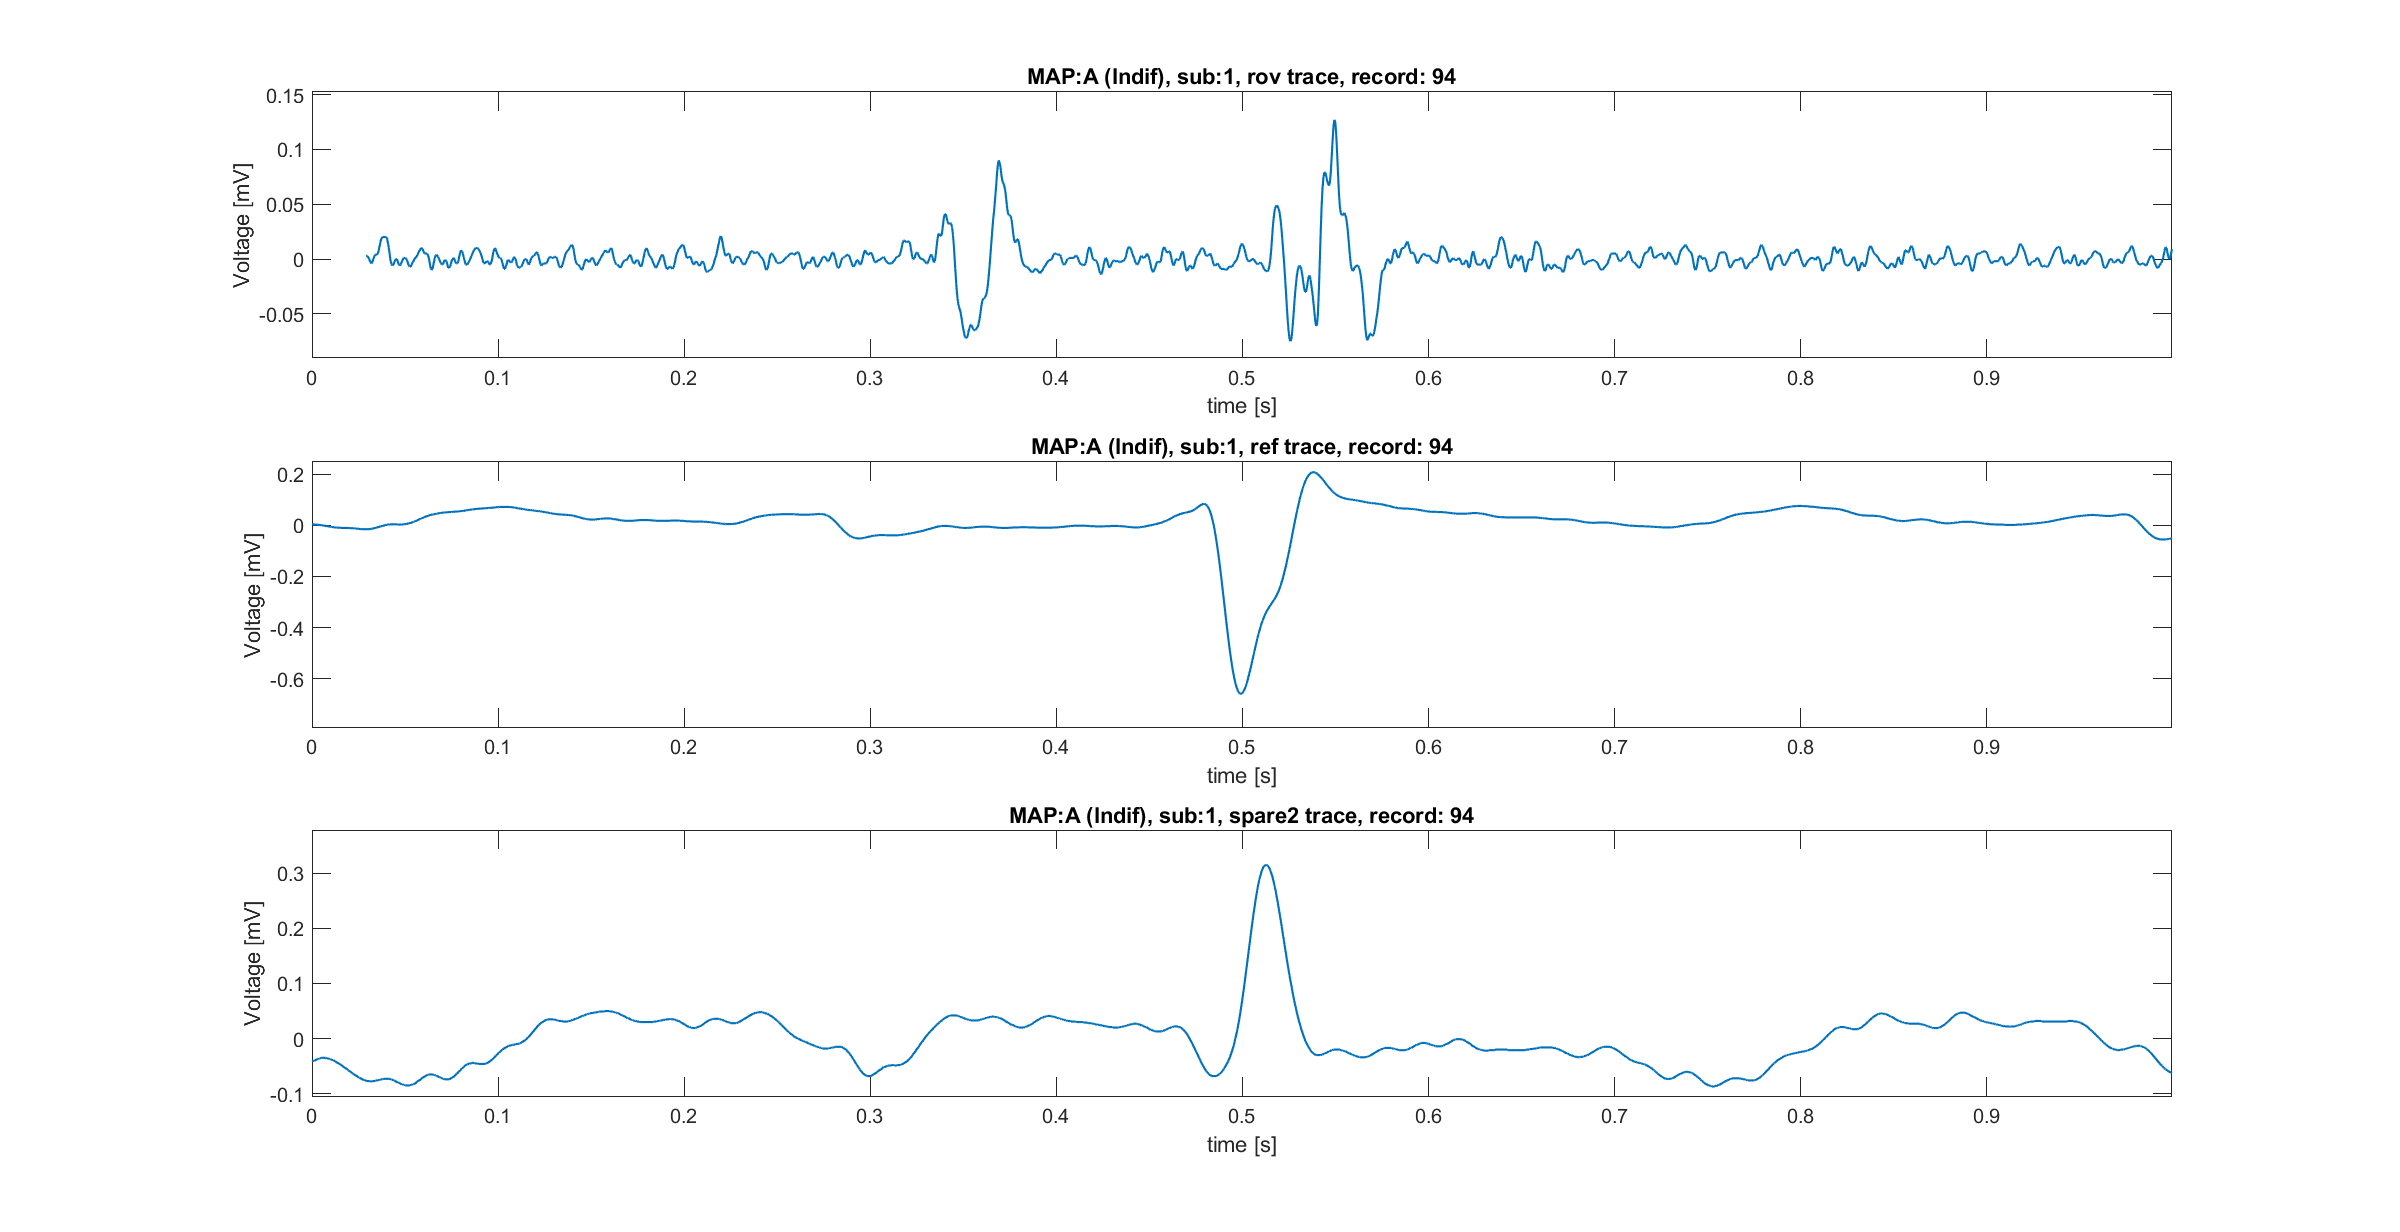 MAP:A (Indif), sub:1, rov trace, record: 94
Voltage [mV]
0.15
0.1
0.05
0
-0.05
0 0.1 0.2 0.3 0.4 0.5 0.6 0.7 0.8 0.9
time [s]
MAP:A (Indif), sub:1, ref trace, record: 94
Voltage [mV]
0.2
0
-0.2
-0.4
-0.6
0 0.1 0.2 0.3 0.4 0.5 0.6 0.7 0.8 0.9
time [s]
MAP:A (Indif), sub:1, spare2 trace, record: 94
Voltage [mV]
0.3
0.2
0.1
0
-0.1
0 0.1 0.2 0.3 0.4 0.5 0.6 0.7 0.8 0.9
time [s]